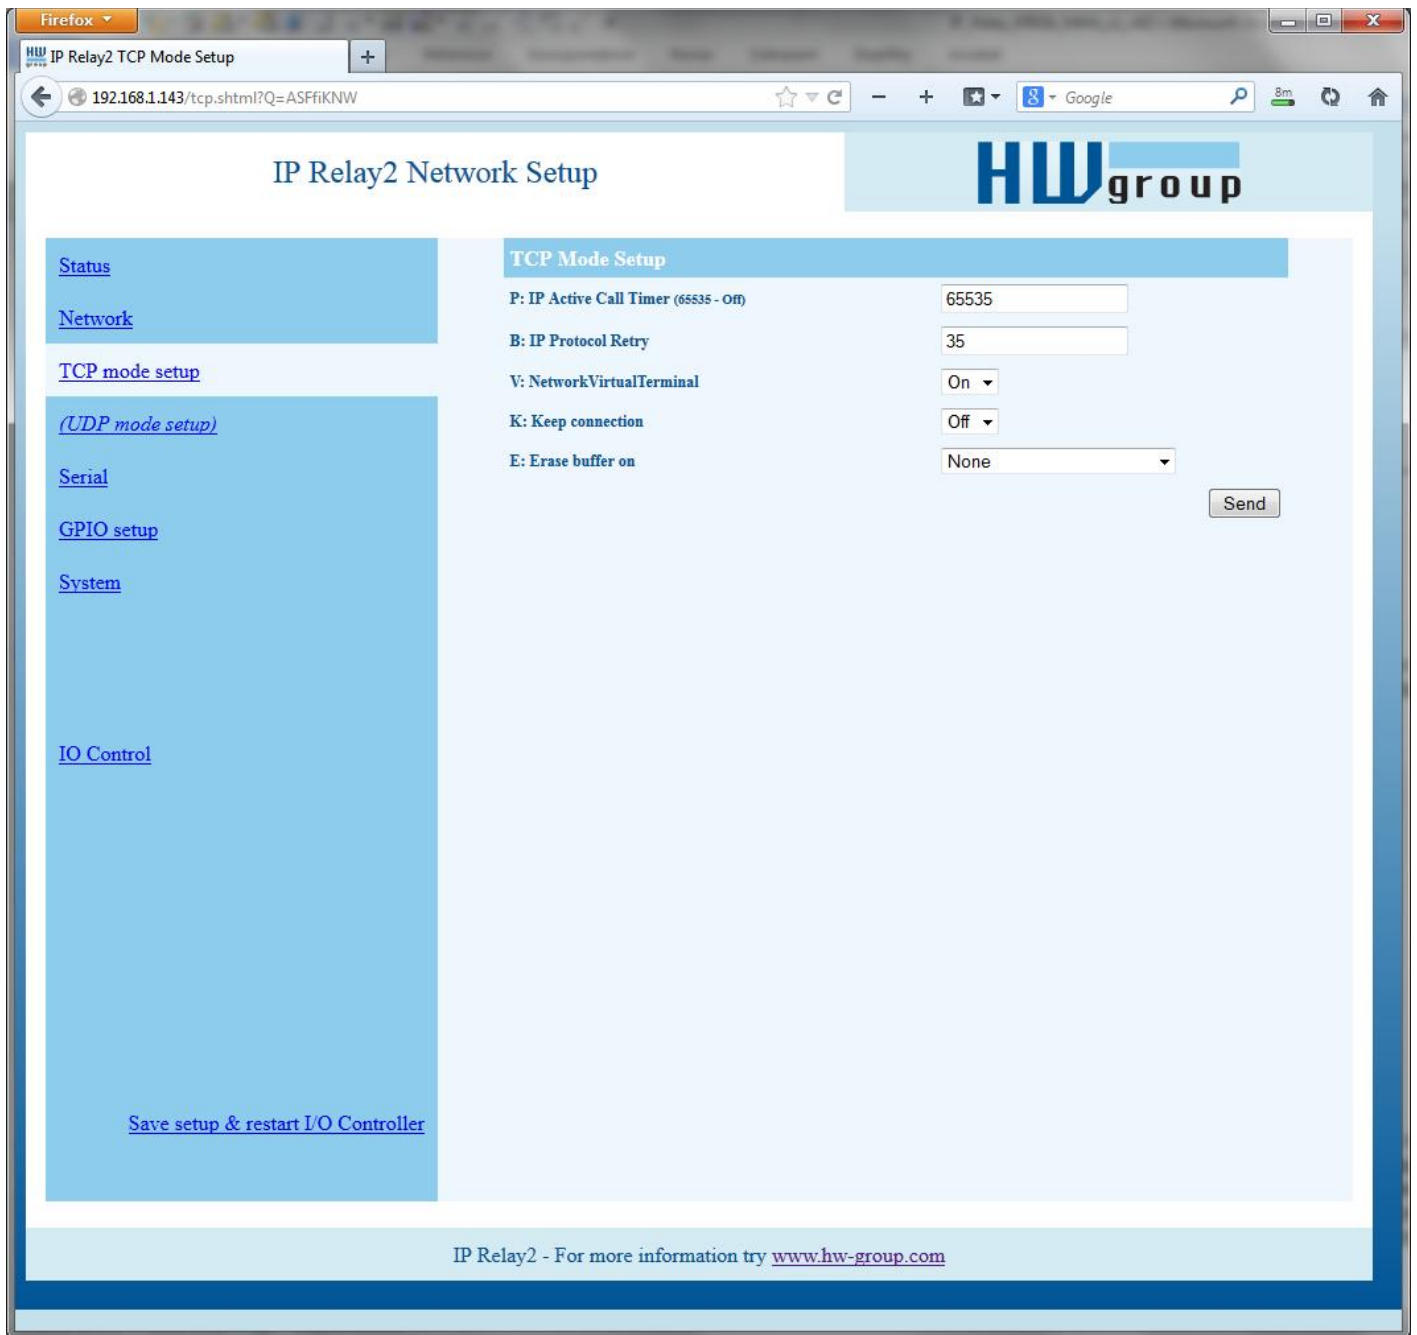 Firefox
IP Relay2 TCP Mode Setup
192.168.1.143/tcp.shtml?Q=ASFfiKNW
Google
8m
IP Relay2 Network Setup
HW group
Status
Network
TCP mode setup
(UDP mode setup)
Serial
GPIO setup
System
IO Control
Save setup & restart I/O Controller
TCP Mode Setup
P: IP Active Call Timer (65535 - Off) 65535
B: IP Protocol Retry 35
V: NetworkVirtualTerminal On
K: Keep connection Off
E: Erase buffer on None
Send
IP Relay2 - For more information try www.hw-group.com